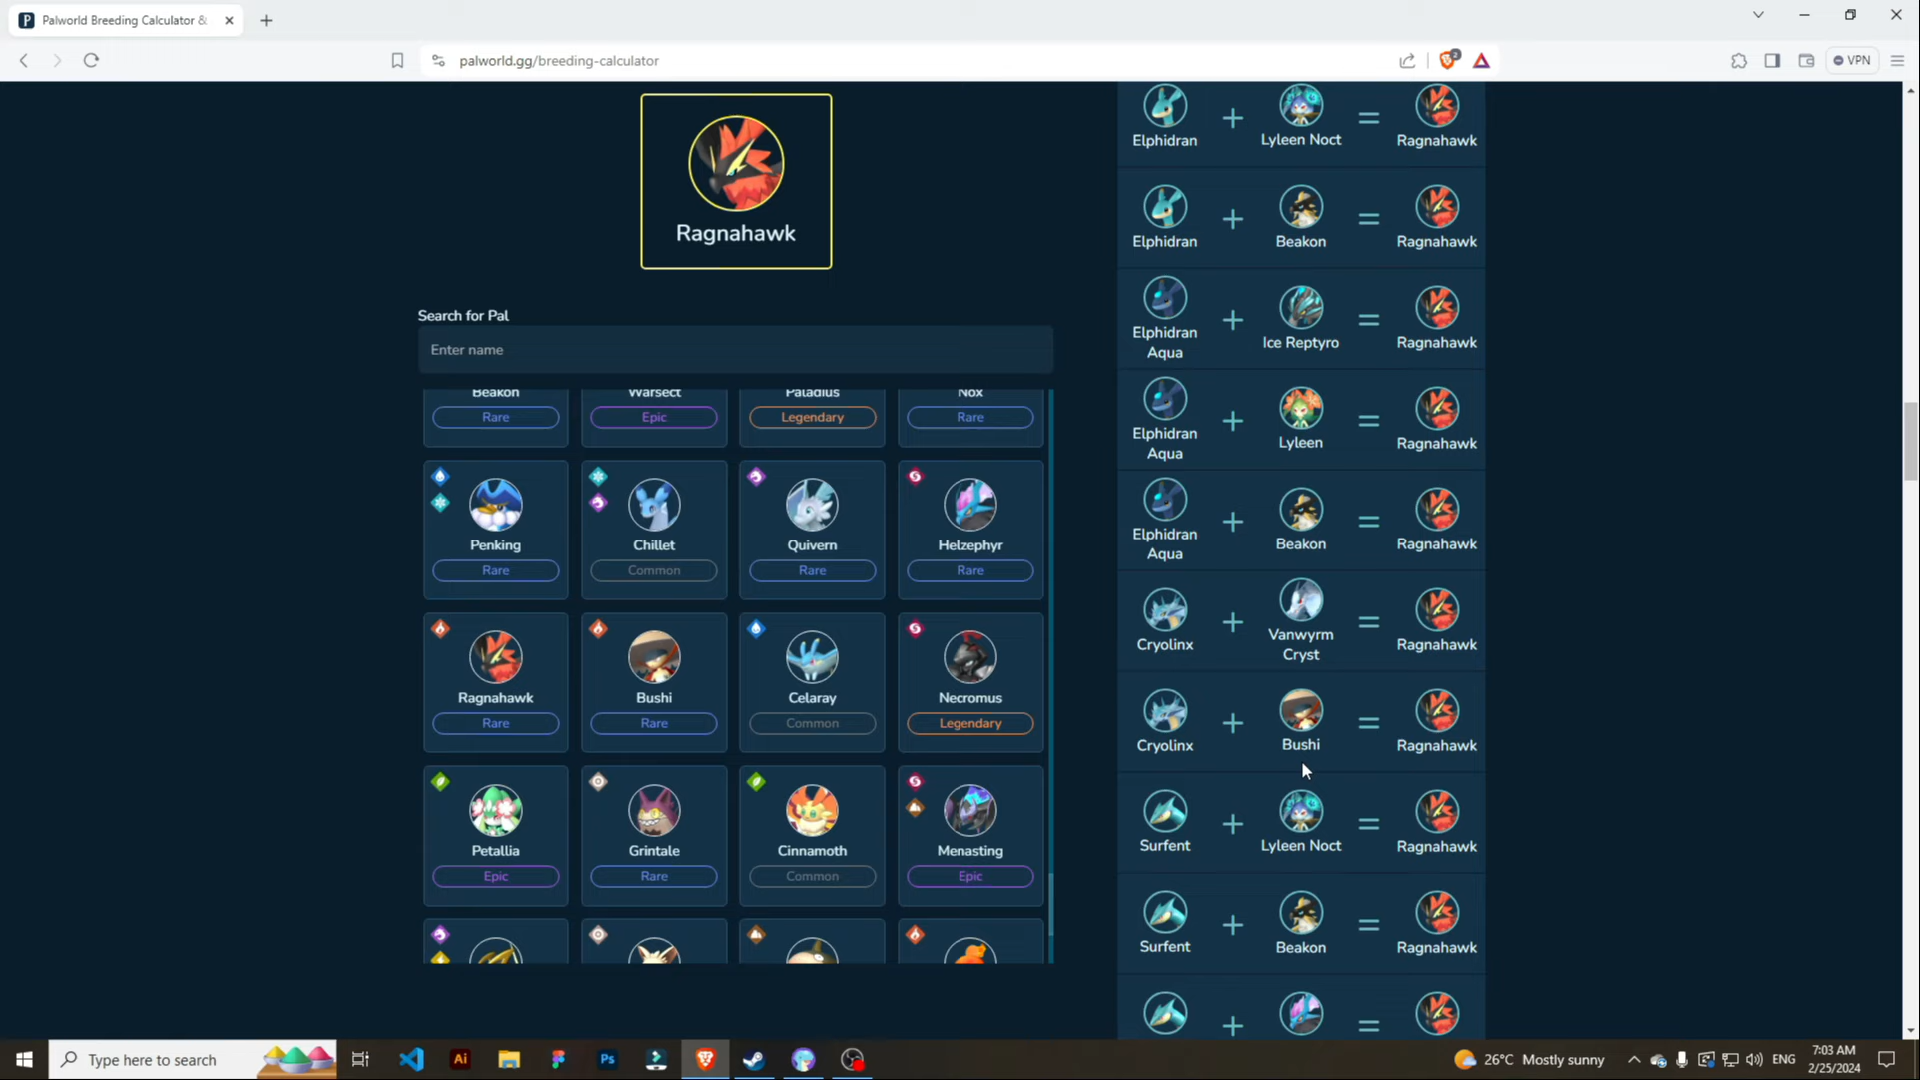 Palworld Breeding Calculator &
palworld.gg/breeding-calculator
2
VPN
Ragnahawk
Search for Pal
Enter name
Beakon
Warsect
Paladius
Nox
Rare
Epic
Legendary
Rare
Penking
Chillet
Quivern
Helzephyr
Rare
Common
Rare
Rare
Ragnahawk
Bushi
Celaray
Necromus
Rare
Rare
Common
Legendary
Petallia
Grintale
Cinnamoth
Menasting
Epic
Rare
Common
Epic
Elphidran + Lyleen Noct = Ragnahawk
Elphidran + Beakon = Ragnahawk
Elphidran
Aqua
+ Ice Reptyro = Ragnahawk
Elphidran
Aqua
+ Lyleen = Ragnahawk
Elphidran
Aqua
+ Beakon = Ragnahawk
Cryolinx +
Vanwyrm
Cryst
= Ragnahawk
Cryolinx + Bushi = Ragnahawk
Surfent + Lyleen Noct = Ragnahawk
Surfent + Beakon = Ragnahawk
+ =
Type here to search
Ai
Ps
26°C Mostly sunny
ENG
7:03 AM
2/25/2024